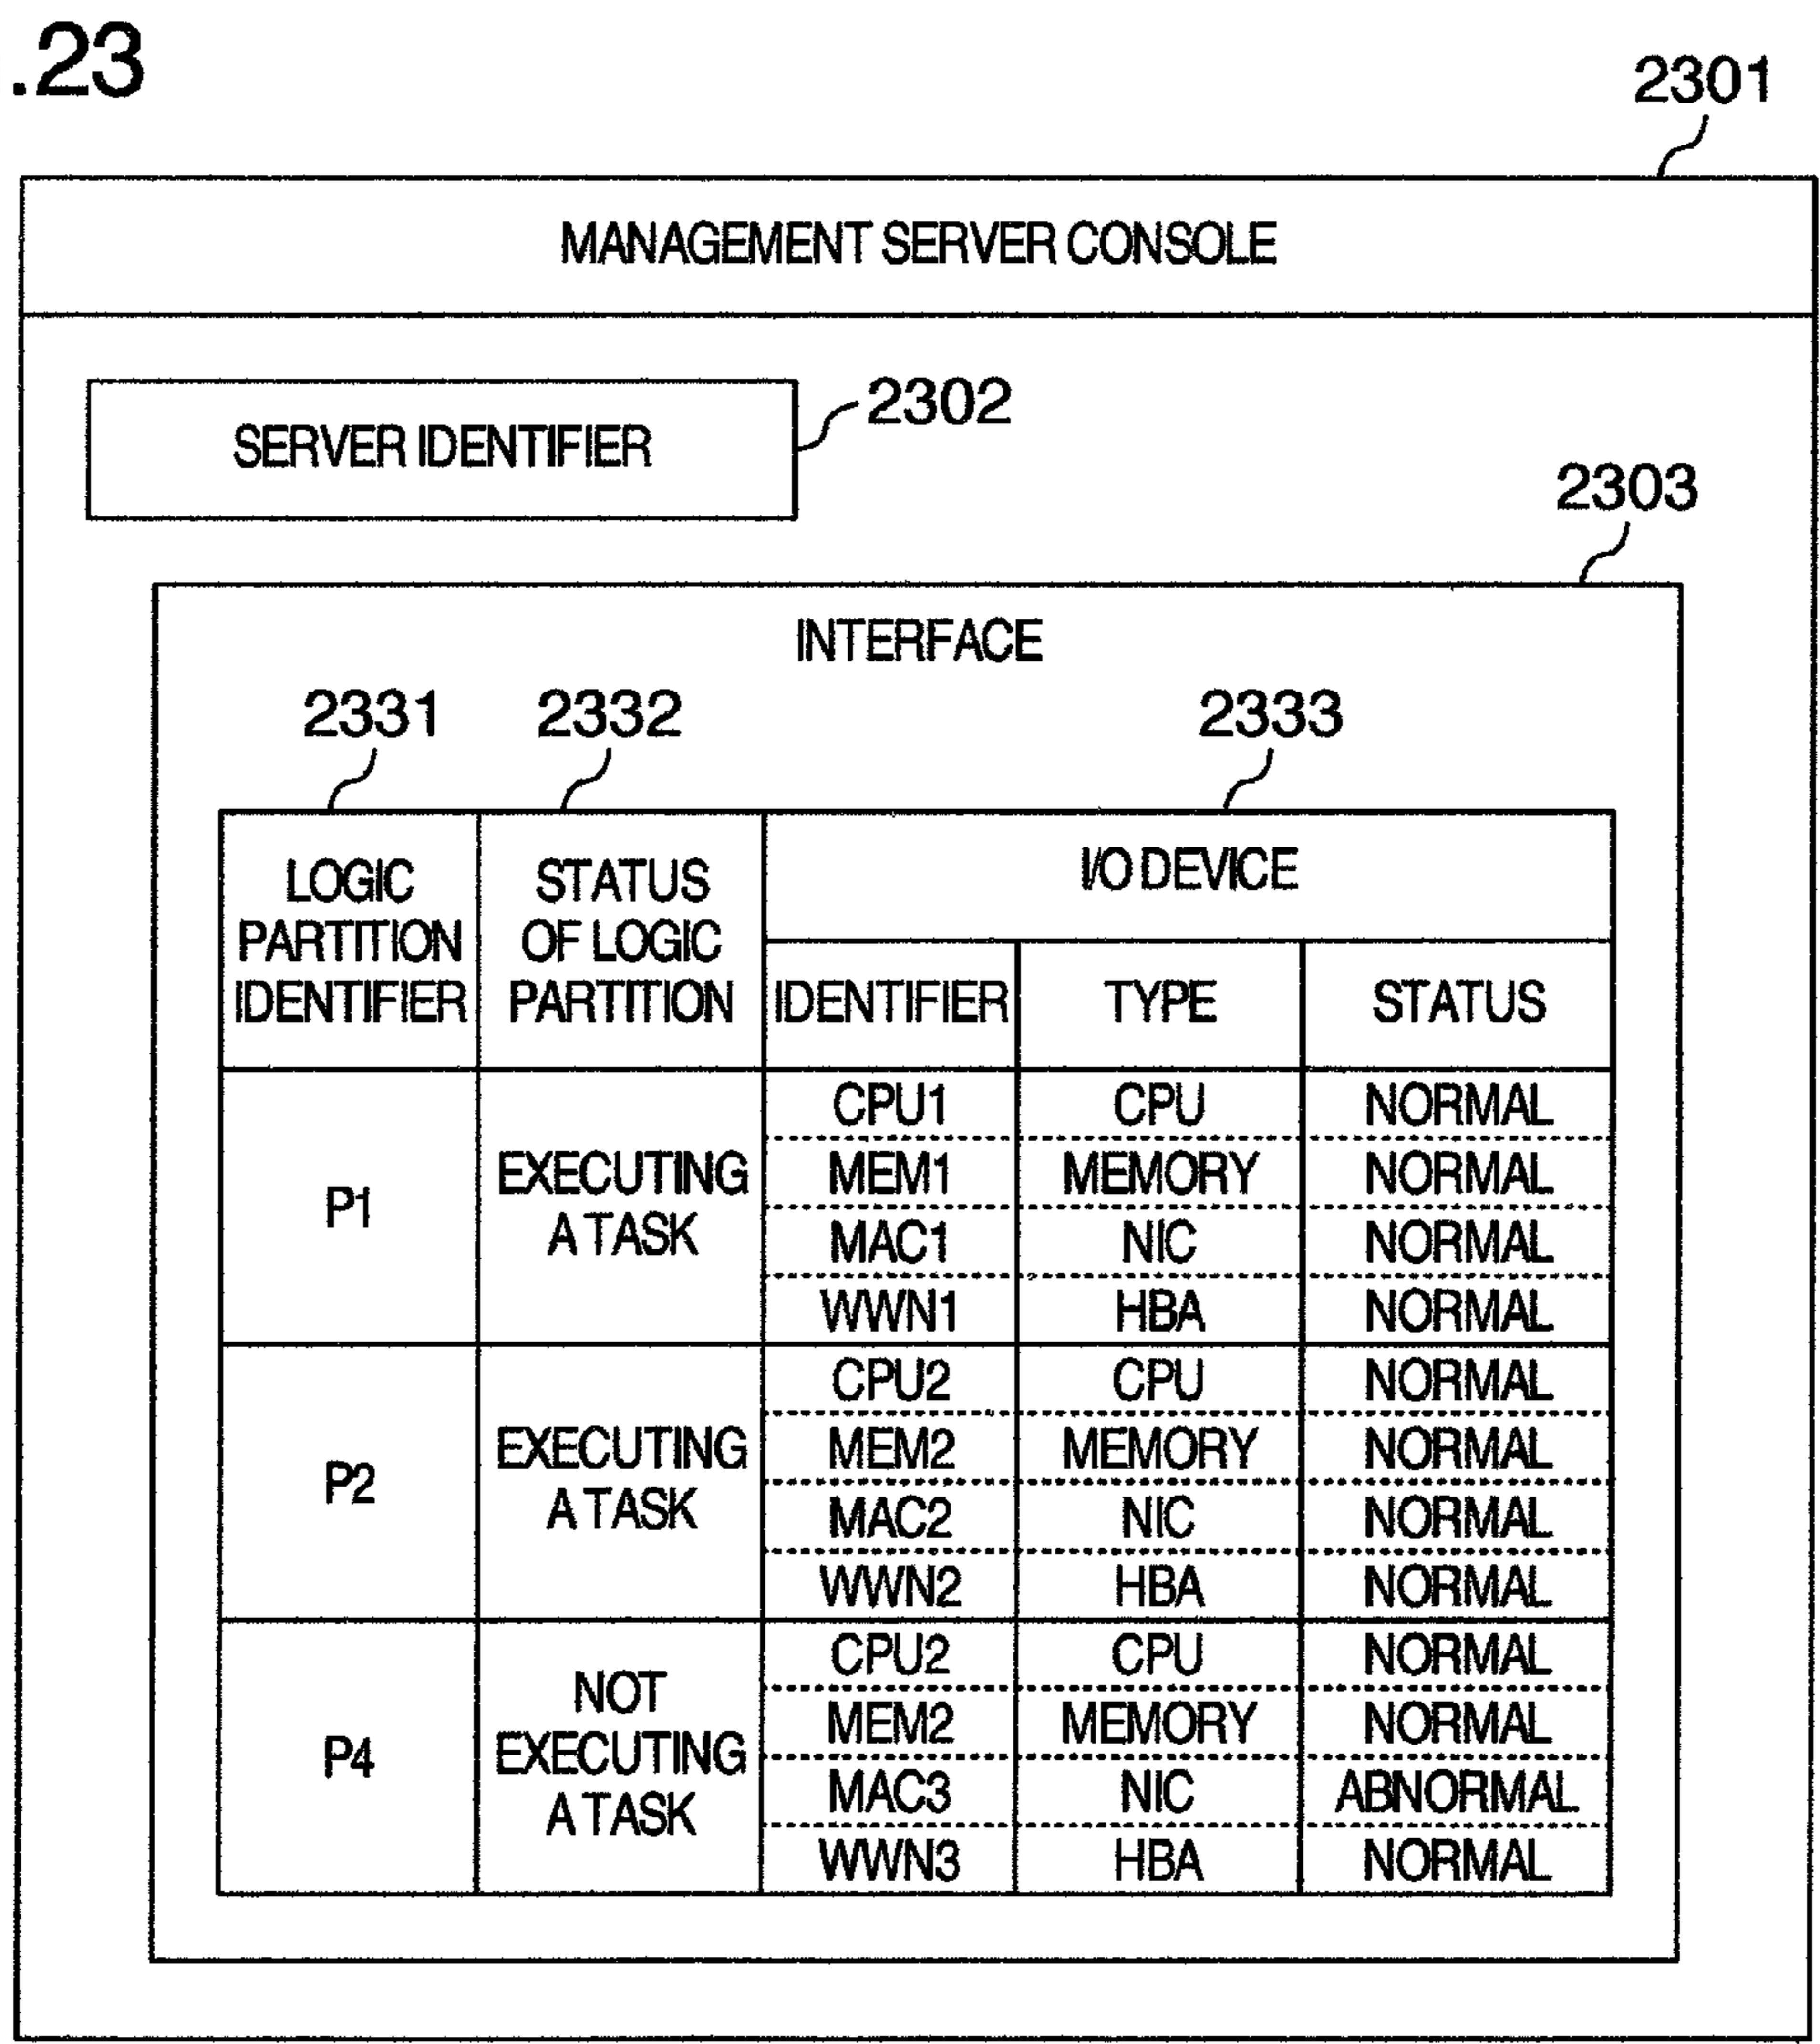 .23
2301
MANAGEMENT SERVER CONSOLE
SERVER IDENTIFIER
2302
2303
INTERFACE
2331 2332 2333
LOGIC PARTITION IDENTIFIER
STATUS OF LOGIC PARTITION
I/O DEVICE
IDENTIFIER TYPE STATUS
P1
EXECUTING A TASK
CPU1 CPU NORMAL
MEM1 MEMORY NORMAL
MAC1 NIC NORMAL
WWN1 HBA NORMAL
P2
EXECUTING A TASK
CPU2 CPU NORMAL
MEM2 MEMORY NORMAL
MAC2 NIC NORMAL
WWN2 HBA NORMAL
P4
NOT EXECUTING A TASK
CPU2 CPU NORMAL
MEM2 MEMORY NORMAL
MAC3 NIC ABNORMAL
WWN3 HBA NORMAL